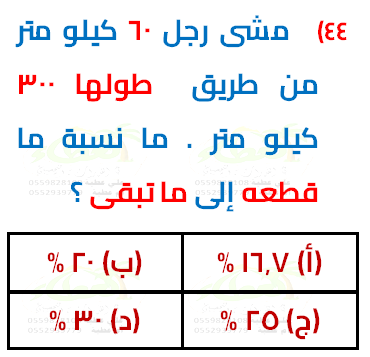 ٤٤) مشى رجل ٦٠ كيلو متر
من طريق طولها ٣٠٠
كيلو متر . ما نسبة ما
قطعه إلى ما تبقى ؟
(أ) ١٦,٧ % (ب) ٢٠ %
(ج) ٢٥ % (د) ٣٠ %